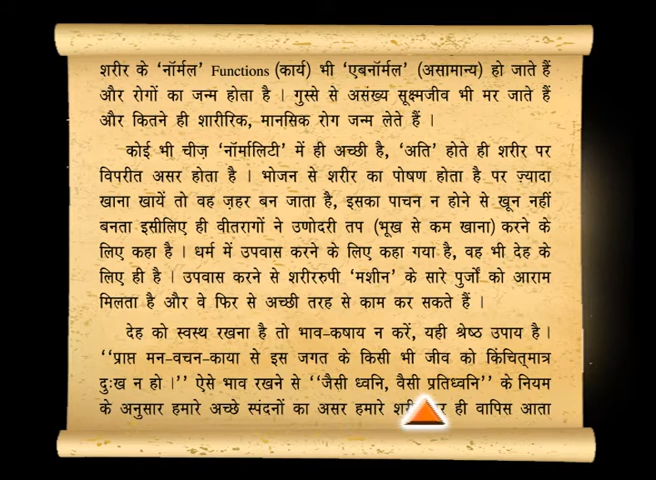 शरीर के ‘नॉर्मल’ Functions (कार्य) भी ‘एबनॉर्मल’ (असामान्य) हो जाते हैं
और रोगों का जन्म होता है । गुस्से से असंख्य सूक्ष्मजीव भी मर जाते हैं
और कितने ही शारीरिक, मानसिक रोग जन्म लेते हैं ।
कोई भी चीज़ ‘नॉर्मालिटी’ में ही अच्छी है, ‘अति’ होते ही शरीर पर
विपरीत असर होता है । भोजन से शरीर का पोषण होता है पर ज़्यादा
खाना खायें तो वह ज़हर बन जाता है, इसका पाचन न होने से खून नहीं
बनता इसीलिए ही वीतरागों ने उणोदरी तप (भूख से कम खाना) करने के
लिए कहा है । धर्म में उपवास करने के लिए कहा गया है, वह भी देह के
लिए ही है । उपवास करने से शरीररुपी ‘मशीन’ के सारे पुर्जों को आराम
मिलता है और वे फिर से अच्छी तरह से काम कर सकते हैं ।
देह को स्वस्थ रखना है तो भाव-कषाय न करें, यही श्रेष्ठ उपाय है ।
“प्राप्त मन-वचन-काया से इस जगत के किसी भी जीव को किंचित्मात्र
दुःख न हो ।” ऐसे भाव रखने से “जैसी ध्वनि, वैसी प्रतिध्वनि” के नियम
के अनुसार हमारे अच्छे स्पंदनों का असर हमारे ही वापिस आता